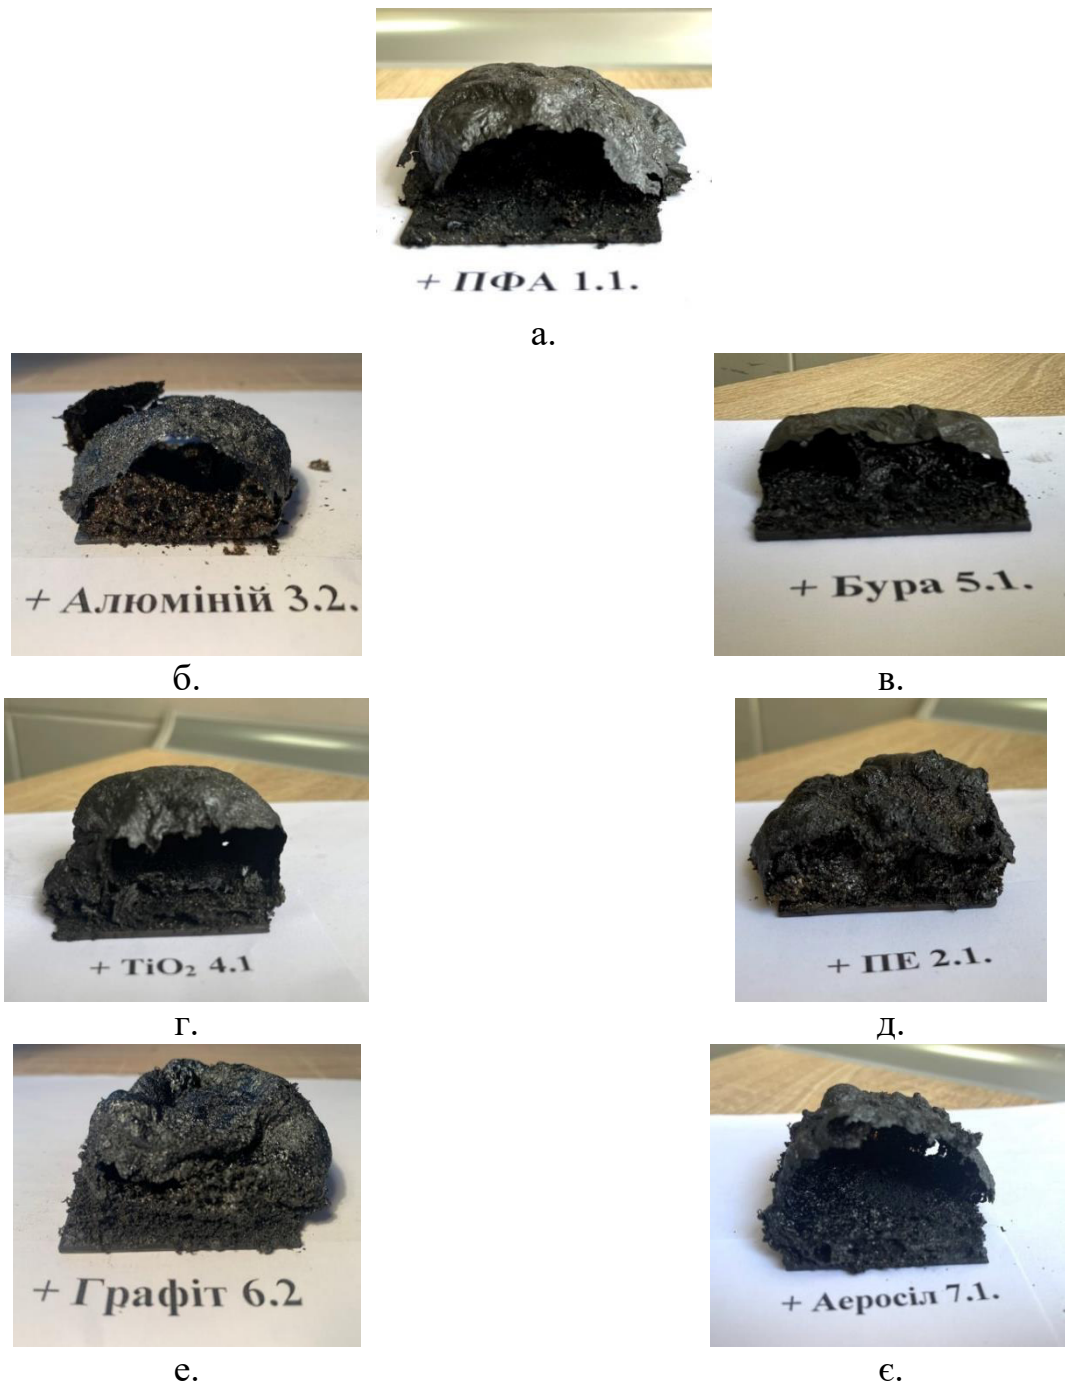 + ПФА 1.1.
а.
+ Алюміній 3.2.
+ Бура 5.1.
б.
в.
+ TiO₂ 4.1
+ ПЕ 2.1.
г.
д.
+ Графіт 6.2
+ Аеросіл 7.1.
е.
є.